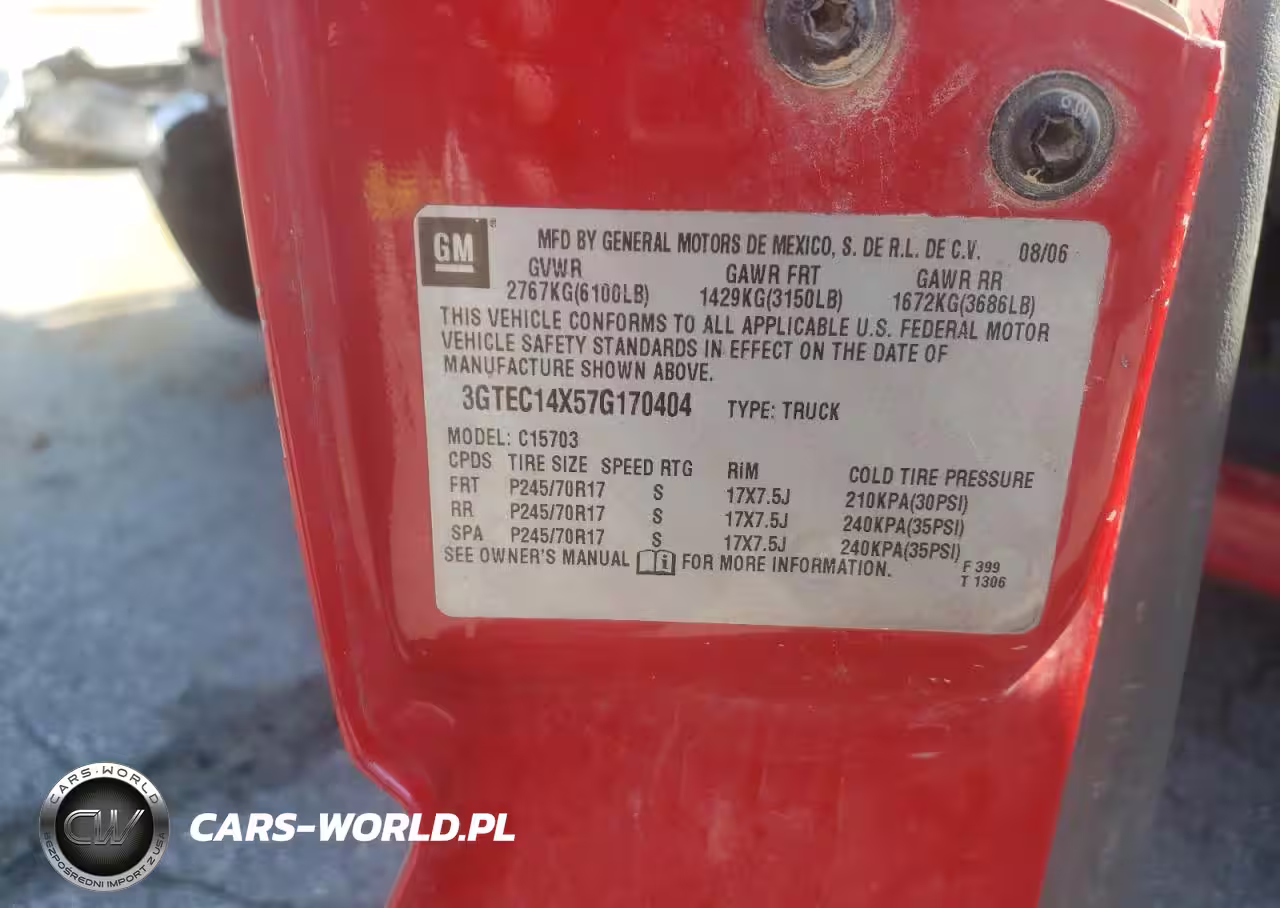 GM ® MFD BY GENERAL MOTORS DE MEXICO, S. DE R.L. DE C.V. 08/06
GVWR GAWR FRT GAWR RR
2767KG(6100LB) 1429KG(3150LB) 1672KG(3686LB)
THIS VEHICLE CONFORMS TO ALL APPLICABLE U.S. FEDERAL MOTOR
VEHICLE SAFETY STANDARDS IN EFFECT ON THE DATE OF
MANUFACTURE SHOWN ABOVE.
3GTEC14X57G170404 TYPE: TRUCK
MODEL: C15703
CPDS TIRE SIZE SPEED RTG RIM COLD TIRE PRESSURE
FRT P245/70R17 S 17X7.5J 210KPA(30PSI)
RR P245/70R17 S 17X7.5J 240KPA(35PSI)
SPA P245/70R17 S 17X7.5J 240KPA(35PSI)
SEE OWNER'S MANUAL i FOR MORE INFORMATION.
F 399
T 1306
CARS-WORLD
CW
BEZPOŚREDNI IMPORT Z USA
CARS-WORLD.PL